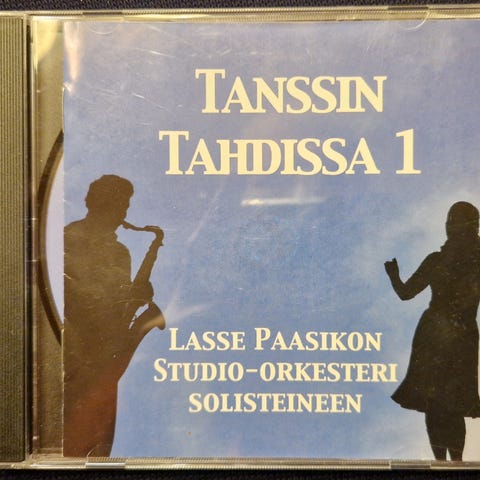 TANSSIN
TAHDISSA 1
LASSE PAASIKON
STUDIO-ORKESTERI
SOLISTEINEEN